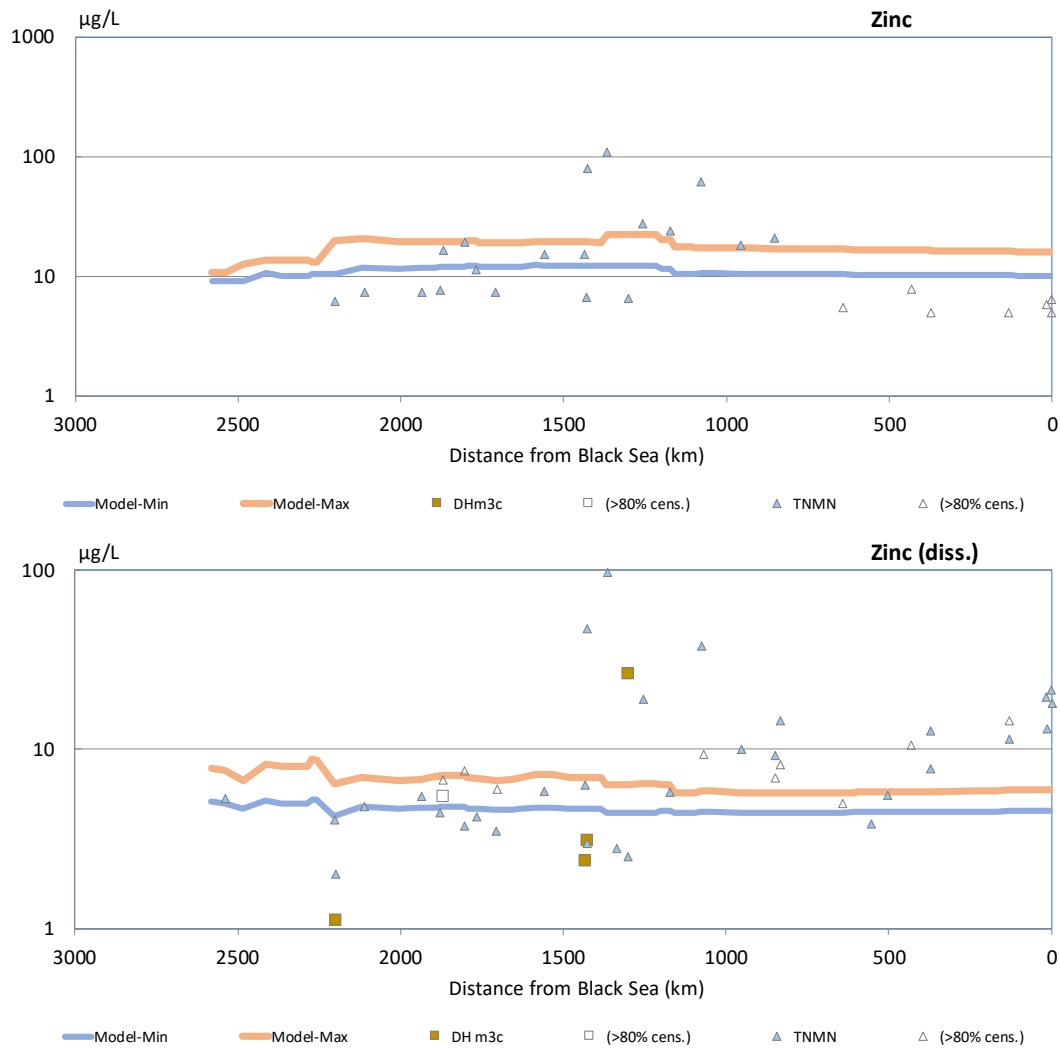 µg/L Zinc
1000
100
10
1
3000 2500 2000 1500 1000 500 0
Distance from Black Sea (km)
Model-Min Model-Max DHm3c (>80% cens.) TNMN (>80% cens.)
µg/L Zinc (diss.)
100
10
1
3000 2500 2000 1500 1000 500 0
Distance from Black Sea (km)
Model-Min Model-Max DH m3c (>80% cens.) TNMN (>80% cens.)